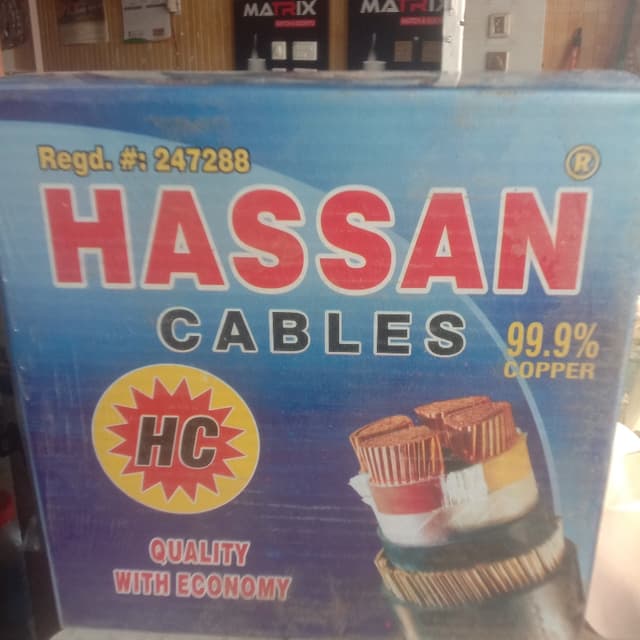 MATRIX
MATRIX
Regd. #: 247288
®
HASSAN
CABLES
99.9%
COPPER
HC
QUALITY
WITH ECONOMY